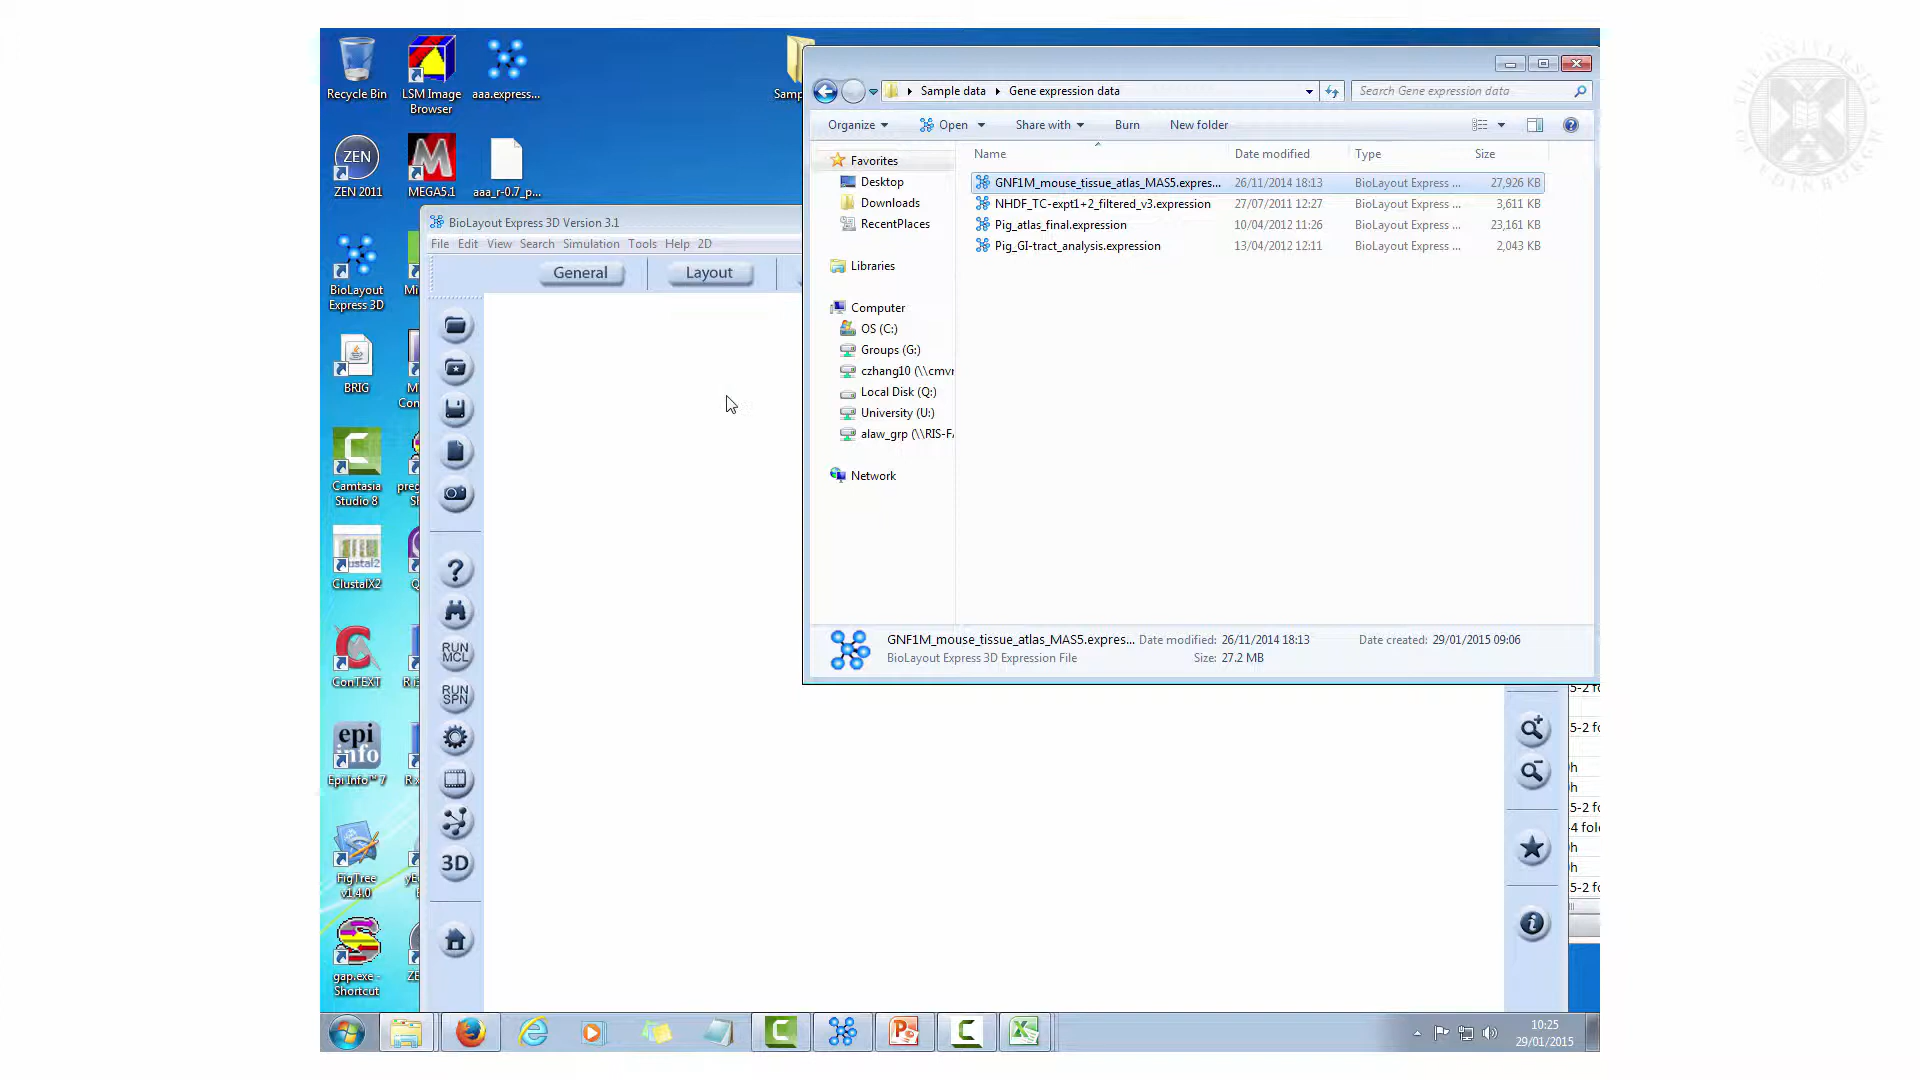 Recycle Bin
LSM Image
Browser
aaa.express...
ZEN
ZEN 2011
MEGA5.1
aaa_r-0.7_p...
BioLayout
Express 3D
BRIG
Camtasia
Studio 8
ClustalX2
ConTEXT
epi
info
Epi Info™ 7
FigTree
v1.4.0
gap.exe -
Shortcut
BioLayout Express 3D Version 3.1
File Edit View Search Simulation Tools Help 2D
General
Layout
RUN
MCL
RUN
SPN
3D
Sample data
Gene expression data
Search Gene expression data
Organize
Open
Share with
Burn
New folder
Name
Date modified
Type
Size
Favorites
Desktop
Downloads
RecentPlaces
Libraries
Computer
OS (C:)
Groups (G:)
czhang10 (\\cmvr
Local Disk (Q:)
University (U:)
alaw_grp (\\RIS-FA
Network
GNF1M_mouse_tissue_atlas_MAS5.expres... 26/11/2014 18:13 BioLayout Express ... 27,926 KB
NHDF_TC-expt1+2_filtered_v3.expression 27/07/2011 12:27 BioLayout Express ... 3,611 KB
Pig_atlas_final.expression 10/04/2012 11:26 BioLayout Express ... 23,161 KB
Pig_GI-tract_analysis.expression 13/04/2012 12:11 BioLayout Express ... 2,043 KB
GNF1M_mouse_tissue_atlas_MAS5.expres... Date modified: 26/11/2014 18:13 Date created: 29/01/2015 09:06
BioLayout Express 3D Expression File Size: 27.2 MB
10:25
29/01/2015
THE UNIVERSITY
OF EDINBURGH